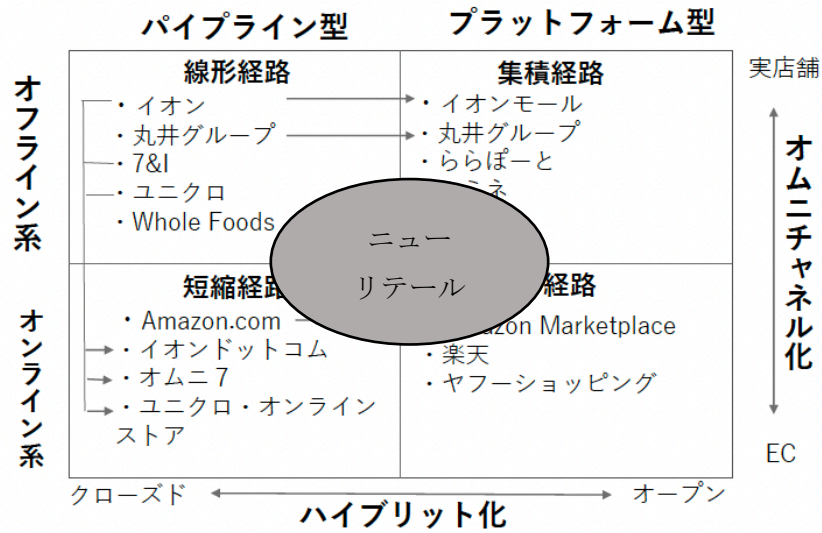 パイプライン型
プラットフォーム型
オフライン系
線形経路
・イオン
・丸井グループ
・7&I
・ユニクロ
・Whole Foods
集積経路
・イオンモール
・丸井グループ
・ららぽーと
ネ
実店舗
オムニチャネル化
EC
ニュー
リテール
オンライン系
短縮経
・Amazon.com
・イオンドットコム
・オムニ７
・ユニクロ・オンライン
ストア
経路
zon Marketplace
・楽天
・ヤフーショッピング
クローズド
オープン
ハイブリット化